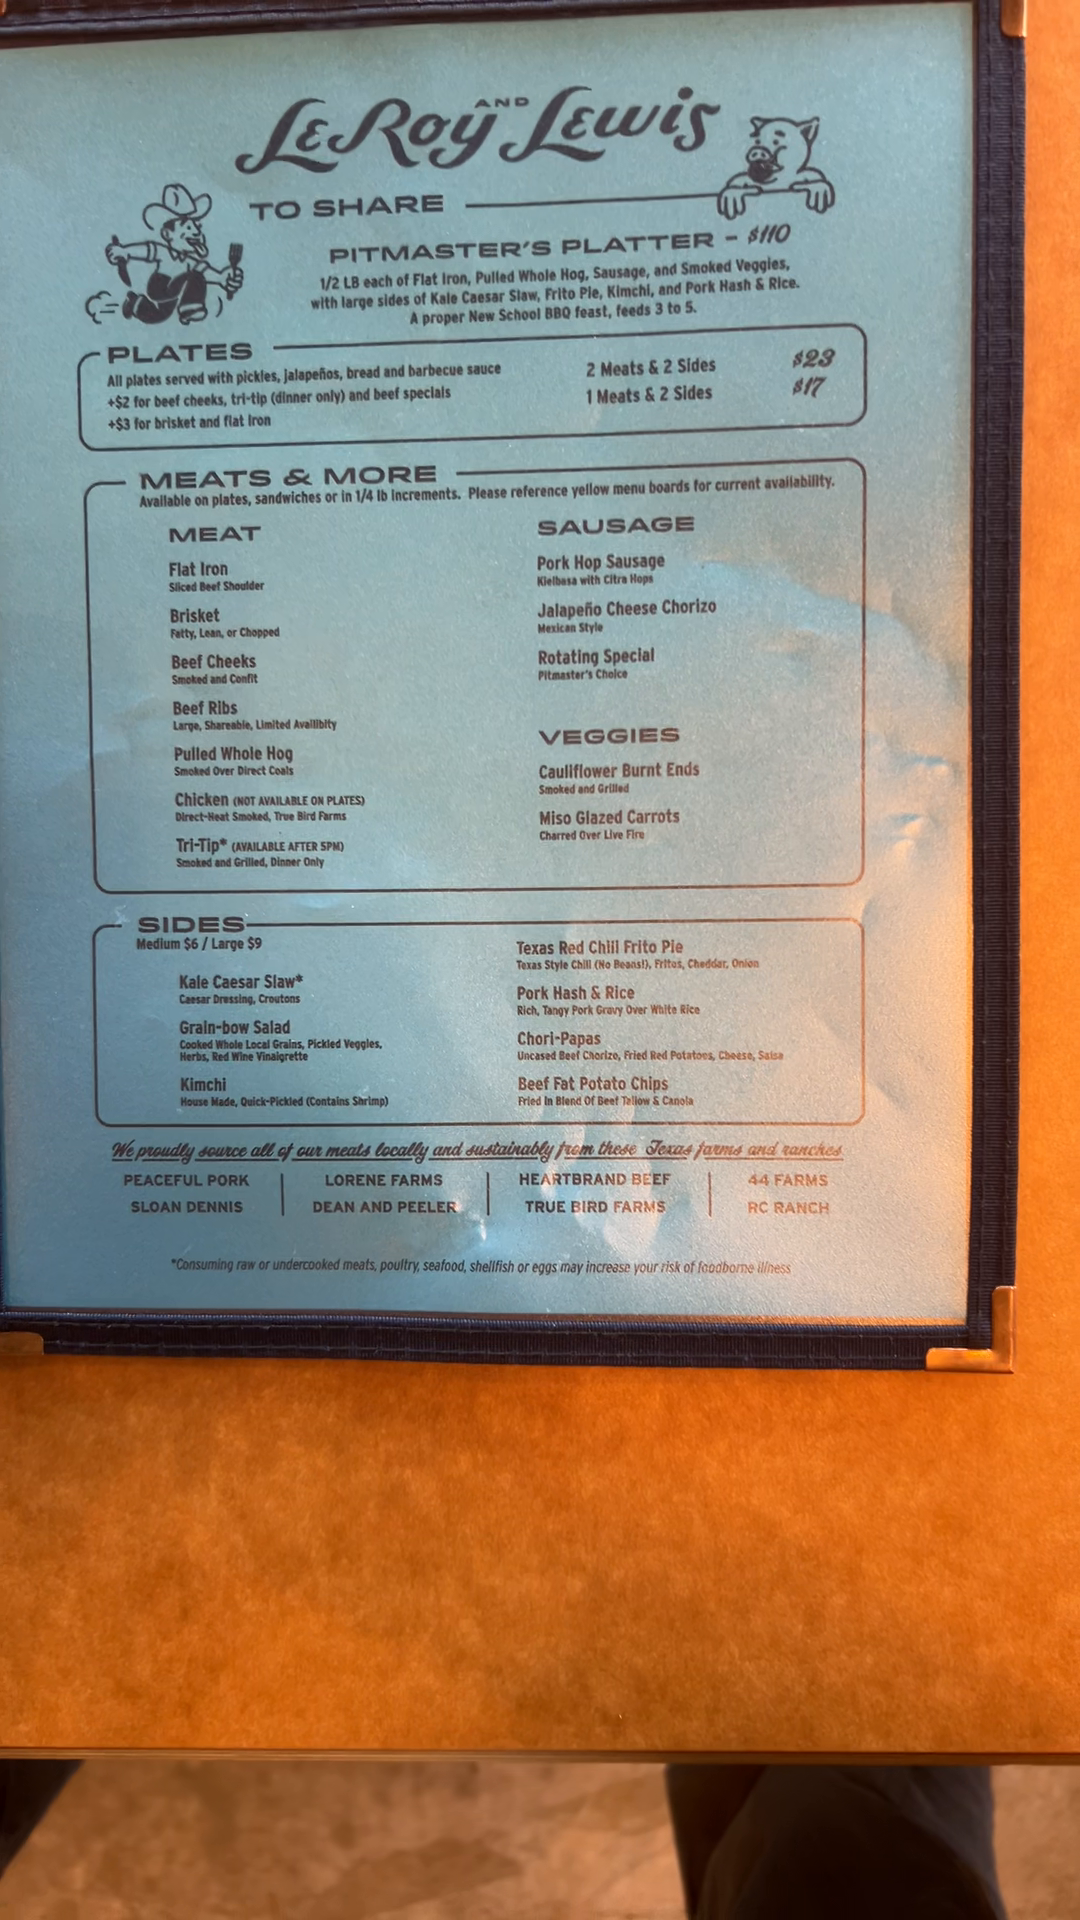 LeRoy AND Lewis
TO SHARE
PITMASTER'S PLATTER - $110
1/2 LB each of Flat Iron, Pulled Whole Hog, Sausage, and Smoked Veggies,
with large sides of Kale Caesar Slaw, Frito Pie, Kimchi, and Pork Hash & Rice.
A proper New School BBQ feast, feeds 3 to 5.
PLATES
All plates served with pickles, jalapeños, bread and barbecue sauce
+$2 for beef cheeks, tri-tip (dinner only) and beef specials
+$3 for brisket and flat iron
2 Meats & 2 Sides $23
1 Meats & 2 Sides $17
MEATS & MORE
Available on plates, sandwiches or in 1/4 lb increments. Please reference yellow menu boards for current availability.
MEAT
Flat Iron
Sliced Beef Shoulder
Brisket
Fatty, Lean, or Chopped
Beef Cheeks
Smoked and Confit
Beef Ribs
Large, Shareable, Limited Availibity
Pulled Whole Hog
Smoked Over Direct Coals
Chicken (NOT AVAILABLE ON PLATES)
Direct-Heat Smoked, True Bird Farms
Tri-Tip* (AVAILABLE AFTER 5PM)
Smoked and Grilled, Dinner Only
SAUSAGE
Pork Hop Sausage
Kielbasa with Citra Hops
Jalapeño Cheese Chorizo
Mexican Style
Rotating Special
Pitmaster's Choice
VEGGIES
Cauliflower Burnt Ends
Smoked and Grilled
Miso Glazed Carrots
Charred Over Live Fire
SIDES
Medium $6 / Large $9
Kale Caesar Slaw*
Caesar Dressing, Croutons
Grain-bow Salad
Cooked Whole Local Grains, Pickled Veggies,
Herbs, Red Wine Vinaigrette
Kimchi
House Made, Quick-Pickled (Contains Shrimp)
Texas Red Chili Frito Pie
Texas Style Chili (No Beans!), Fritos, Cheddar, Onion
Pork Hash & Rice
Rich, Tangy Pork Gravy Over White Rice
Chori-Papas
Uncased Beef Chorizo, Fried Red Potatoes, Cheese, Salsa
Beef Fat Potato Chips
Fried In Blend Of Beef Tallow & Canola
We proudly source all of our meats locally and sustainably from these Texas farms and ranches
PEACEFUL PORK LORENE FARMS HEARTBRAND BEEF 44 FARMS
SLOAN DENNIS DEAN AND PEELER TRUE BIRD FARMS RC RANCH
*Consuming raw or undercooked meats, poultry, seafood, shellfish or eggs may increase your risk of foodborne illness